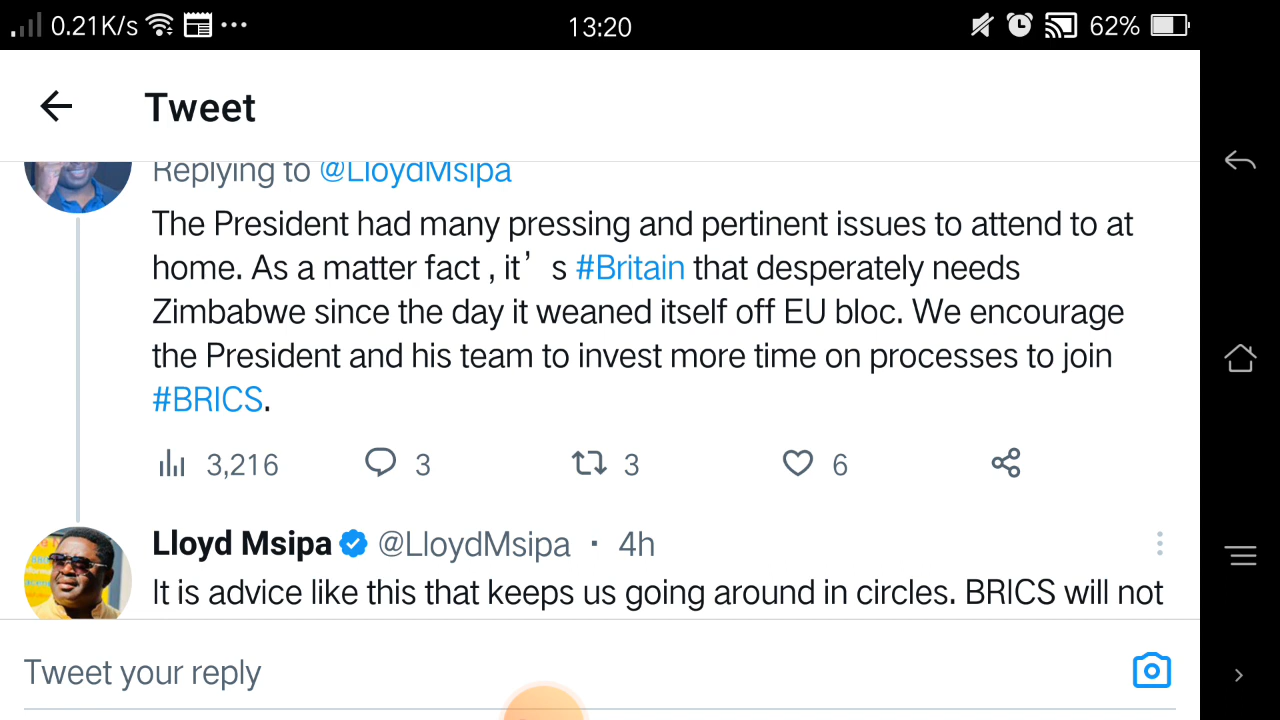 0.21K/s 13:20 62%
Tweet
Replying to @LloydMsipa
The President had many pressing and pertinent issues to attend to at
home. As a matter fact , it’ s #Britain that desperately needs
Zimbabwe since the day it weaned itself off EU bloc. We encourage
the President and his team to invest more time on processes to join
#BRICS.
3,216 3 3 6
Lloyd Msipa @LloydMsipa · 4h
It is advice like this that keeps us going around in circles. BRICS will not
Tweet your reply